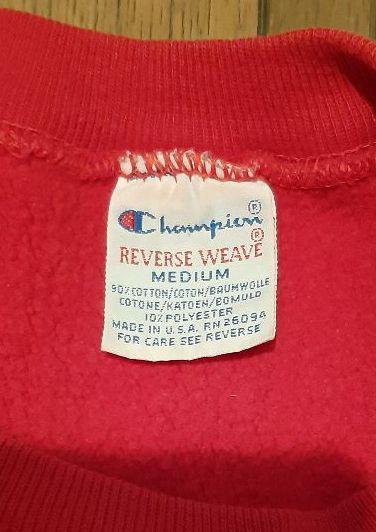 Champion®
REVERSE WEAVE®
MEDIUM
90% COTTON/COTON/BAUMWOLLE
COTONE/KATOEN/BOMULD
10% POLYESTER
MADE IN U.S.A. RN 26094
FOR CARE SEE REVERSE